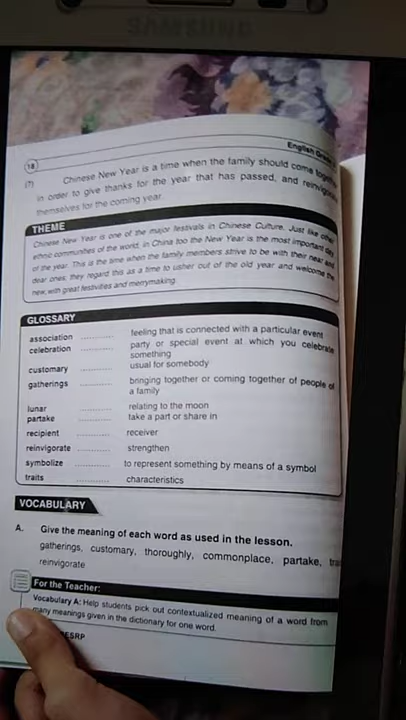 SAMSUNG
English Grade
18
(7) Chinese New Year is a time when the family should come
in order to give thanks for the year that has passed, and
themselves for the coming year.
THEME
Chinese New Year is one of the major festivals in Chinese Culture. Just like other
ethnic communities of the world, in China too the New Year is the most important day
of the year. This is the time when the family members strive to be with their near and
dear ones; they regard this as a time to usher out of the old year and welcome the
new, with great festivities and merrymaking.
GLOSSARY
association ........... feeling that is connected with a particular event
celebration ........... party or special event at which you celebrate
something
customary ........... usual for somebody
gatherings ........... bringing together or coming together of people of
a family
lunar ........... relating to the moon
partake ........... take a part or share in
recipient ........... receiver
reinvigorate ........... strengthen
symbolize ........... to represent something by means of a symbol
traits ........... characteristics
VOCABULARY
A. Give the meaning of each word as used in the lesson.
gatherings, customary, thoroughly, commonplace, partake,
reinvigorate
For the Teacher:
Vocabulary A: Help students pick out contextualized meaning of a word from
many meanings given in the dictionary for one word.
ESRP